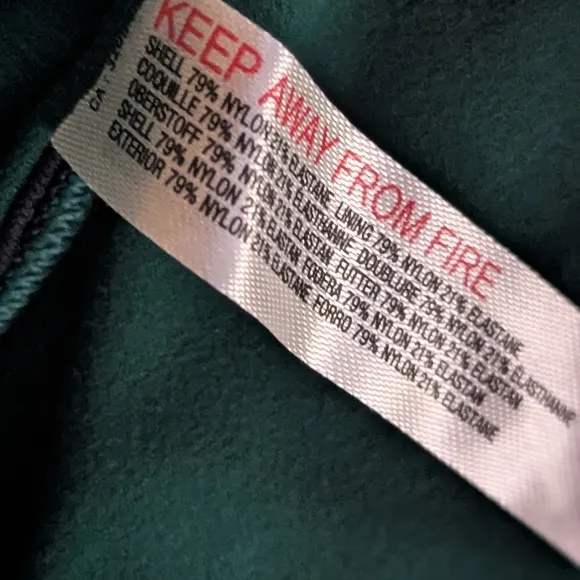 KEEP AWAY FROM FIRE
SHELL 79% NYLON 21% ELASTANE. LINING 79% NYLON 21% ELASTANE
COQUILLE 79% NYLON 21% ELASTHANNE. DOUBLURE 79% NYLON 21% ELASTHANNE
OBERSTOFF 79% NYLON 21% ELASTAN. FUTTER 79% NYLON 21% ELASTAN
SHELL 79% NYLON 21% ELASTAN. FODERA 79% NYLON 21% ELASTAN
EXTERIOR 79% NYLON 21% ELASTANE. FORRO 79% NYLON 21% ELASTANE
CA